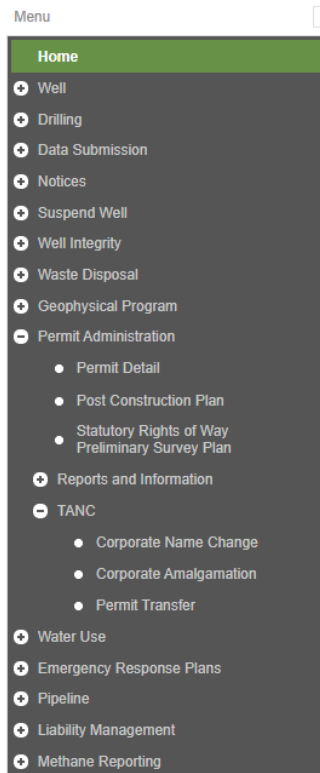 Menu
Home
Well
Drilling
Data Submission
Notices
Suspend Well
Well Integrity
Waste Disposal
Geophysical Program
Permit Administration
Permit Detail
Post Construction Plan
Statutory Rights of Way
Preliminary Survey Plan
Reports and Information
TANC
Corporate Name Change
Corporate Amalgamation
Permit Transfer
Water Use
Emergency Response Plans
Pipeline
Liability Management
Methane Reporting